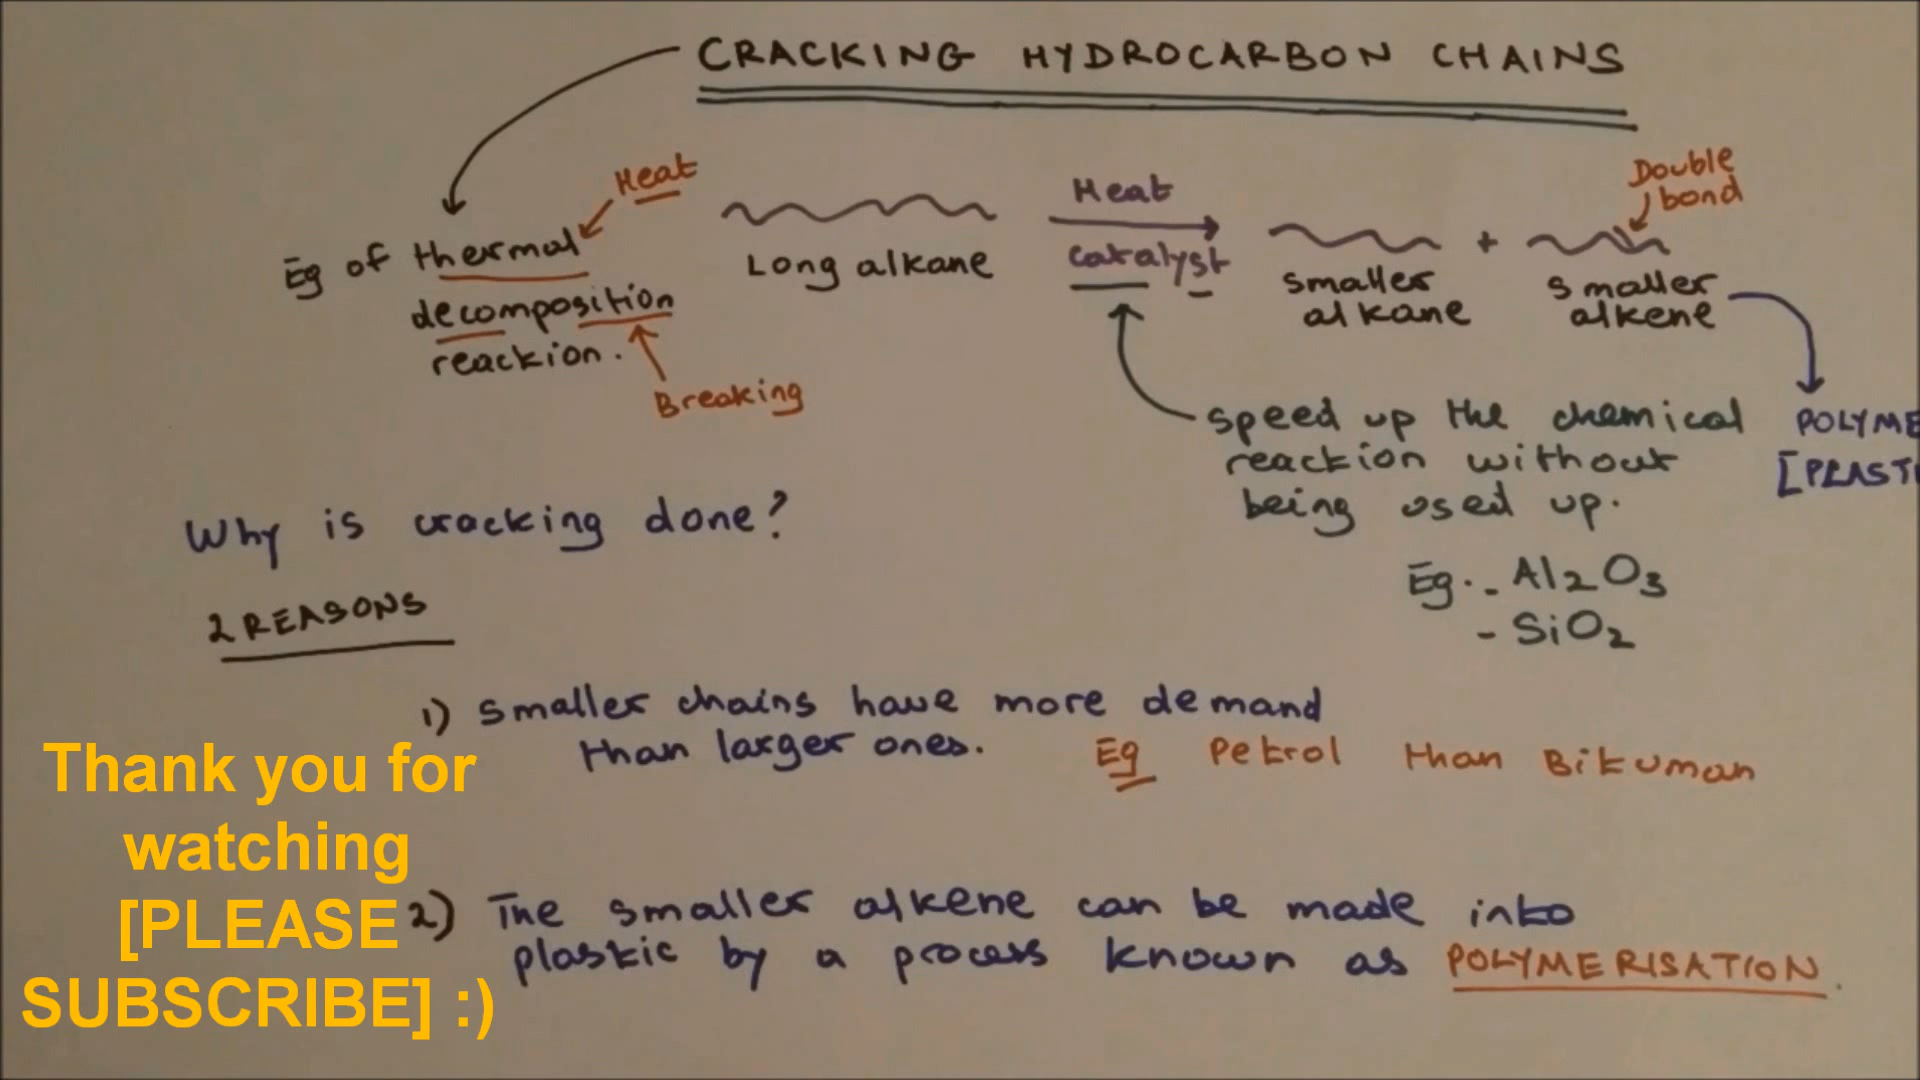 CRACKING HYDROCARBON CHAINS
Heat
Eg of thermal
decomposition
reaction.
Breaking
Long alkane
Heat
catalyst
smaller
alkane
+
Double
bond
smaller
alkene
speed up the chemical
reaction without
being used up.
POLYME
[PLASTI
Eg. - Al2O3
- SiO2
Why is cracking done?
2 REASONS
1) Smaller chains have more demand
than larger ones. Eg Petrol than Bituman
2) The smaller alkene can be made into
plastic by a process known as POLYMERISATION.
Thank you for
watching
[PLEASE
SUBSCRIBE] :)